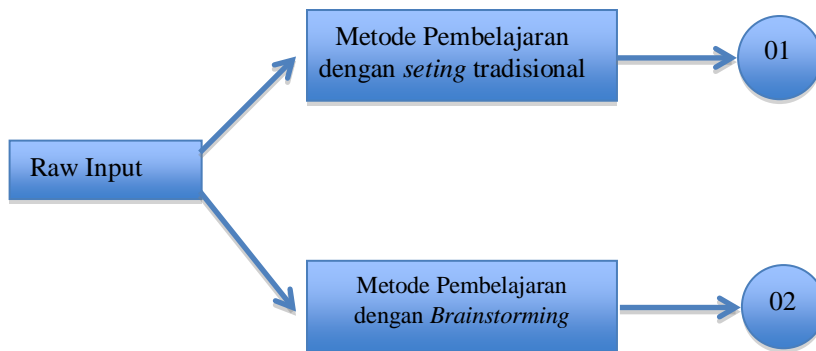 Metode Pembelajaran
dengan seting tradisional
01
Raw Input
Metode Pembelajaran
dengan Brainstorming
02